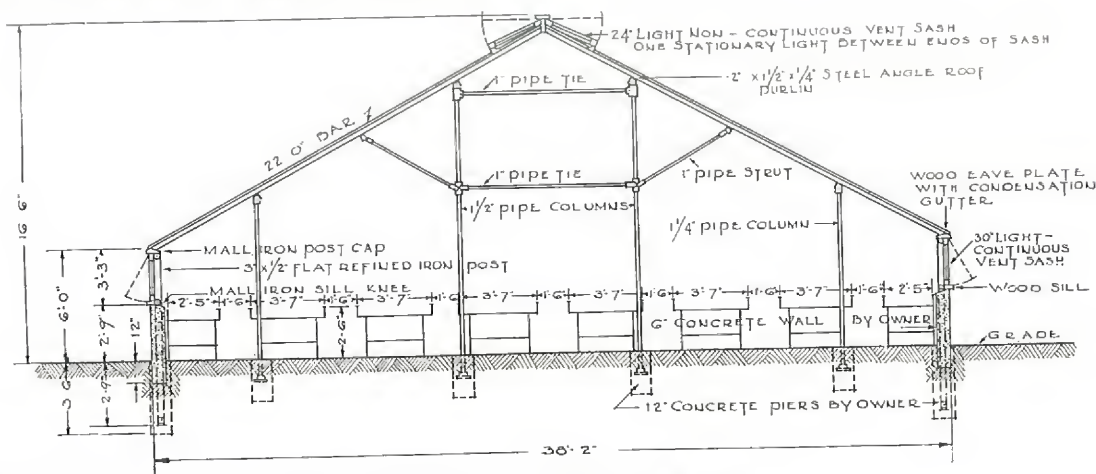 24" LIGHT NON-CONTINUOUS VENT SASH
ONE STATIONARY LIGHT BETWEEN ENDS OF SASH
1" PIPE TIE
2" x 1 1/2" x 1/4" STEEL ANGLE ROOF
PURLIN
22'0" BAR
16'6"
1" PIPE TIE
1" PIPE STRUT
WOOD EAVE PLATE
WITH CONDENSATION
GUTTER
1 1/2" PIPE COLUMNS
1 1/4" PIPE COLUMN
MALL IRON POST CAP
3" x 1/2" FLAT REFINED IRON POST
MALL IRON SILL KNEE
30" LIGHT-
CONTINUOUS
VENT SASH
WOOD SILL
6'-0"
3'-3"
2'-5" 1'-6" 3'-7" 1'-6" 3'-7" 1'-6" 3'-7" 1'-6" 3'-7" 1'-6" 3'-7" 1'-6" 3'-7" 1'-6" 2'-5"
2'-9"
12"
2'-6"
6" CONCRETE WALL BY OWNER
GRADE
3'-6"
2'-9"
12" CONCRETE PIERS BY OWNER
38'-2"